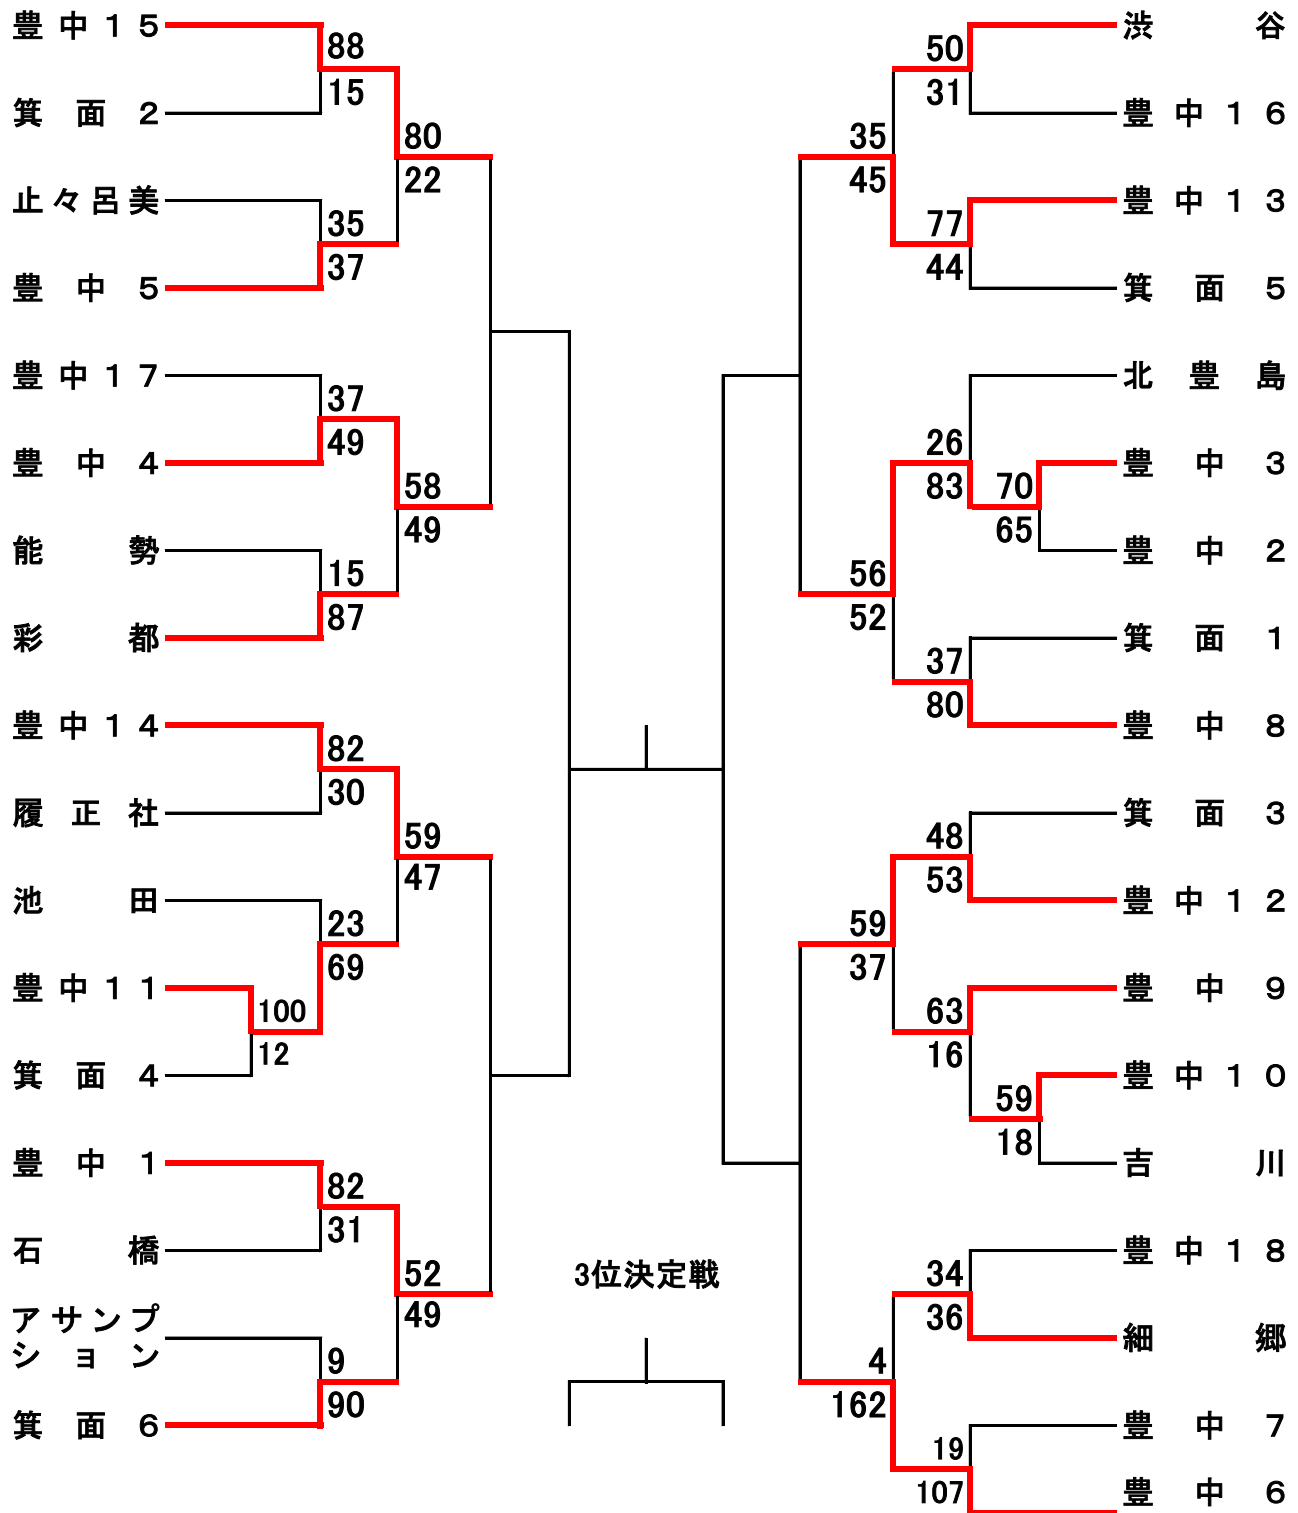 豊中15
88
15
箕面2
80
22
止々呂美
35
37
豊中5
豊中17
37
49
豊中4
58
49
能勢
15
87
彩都
豊中14
82
30
履正社
59
47
池田
23
69
豊中11
100
12
箕面4
豊中1
82
31
石橋
52
49
アサンプ
ション
9
90
箕面6
3位決定戦
渋谷
50
31
豊中16
35
45
豊中13
77
44
箕面5
北豊島
26
83
豊中3
70
65
豊中2
56
52
箕面1
37
80
豊中8
箕面3
48
53
豊中12
59
37
豊中9
63
16
豊中10
59
18
吉川
豊中18
34
36
細郷
4
162
豊中7
19
107
豊中6